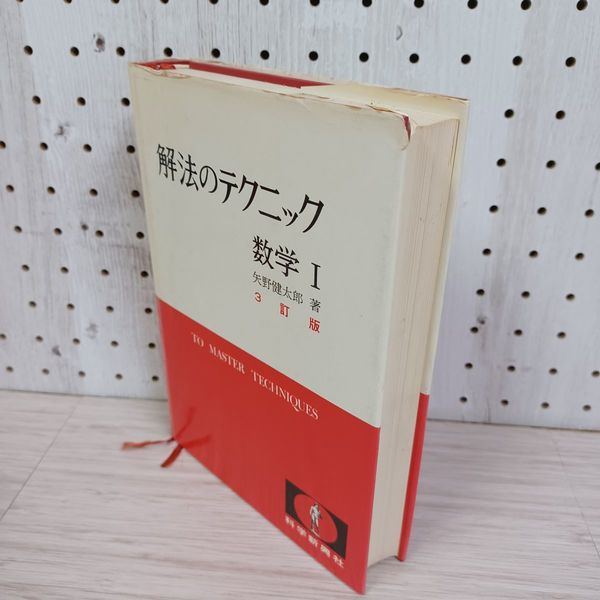 解法のテクニック
数学 I
矢野健太郎 著
3 訂 版
TO MASTER TECHNIQUES
科学新興社